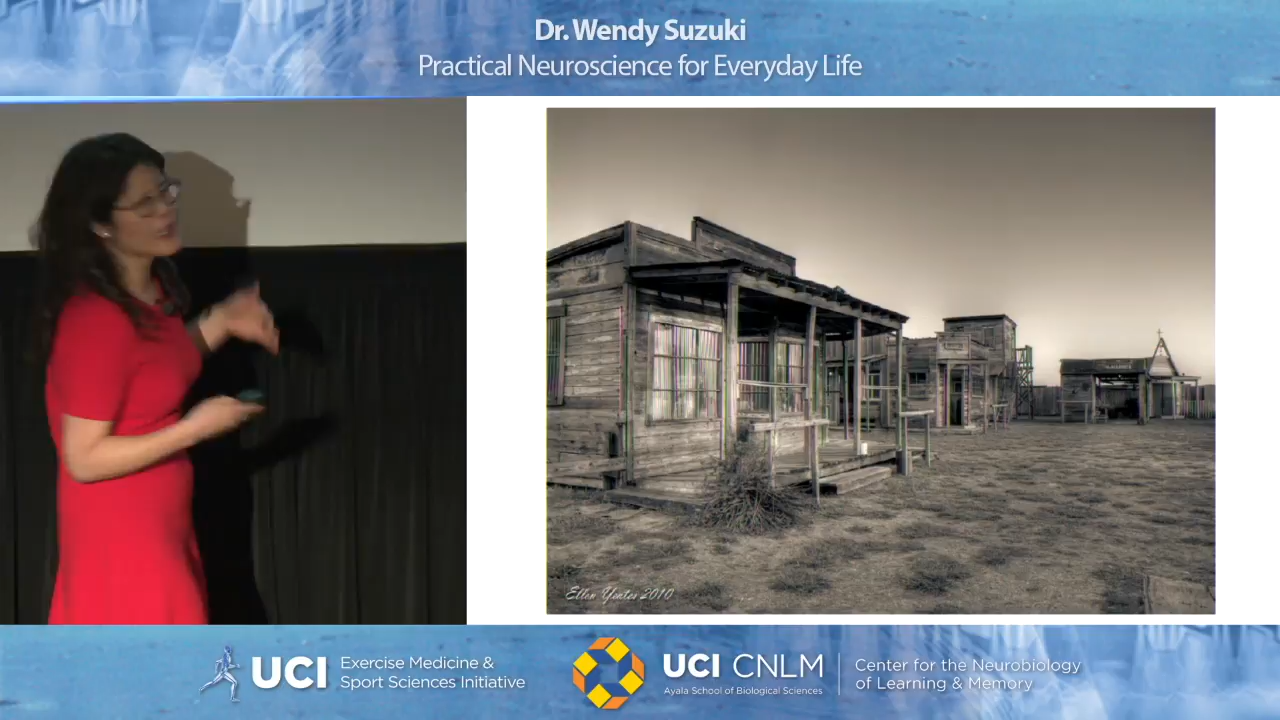 Dr. Wendy Suzuki
Practical Neuroscience for Everyday Life
Ellen Yeates 2010
UCI
Exercise Medicine &
Sport Sciences Initiative
UCI CNLM
Ayala School of Biological Sciences
Center for the Neurobiology
of Learning & Memory